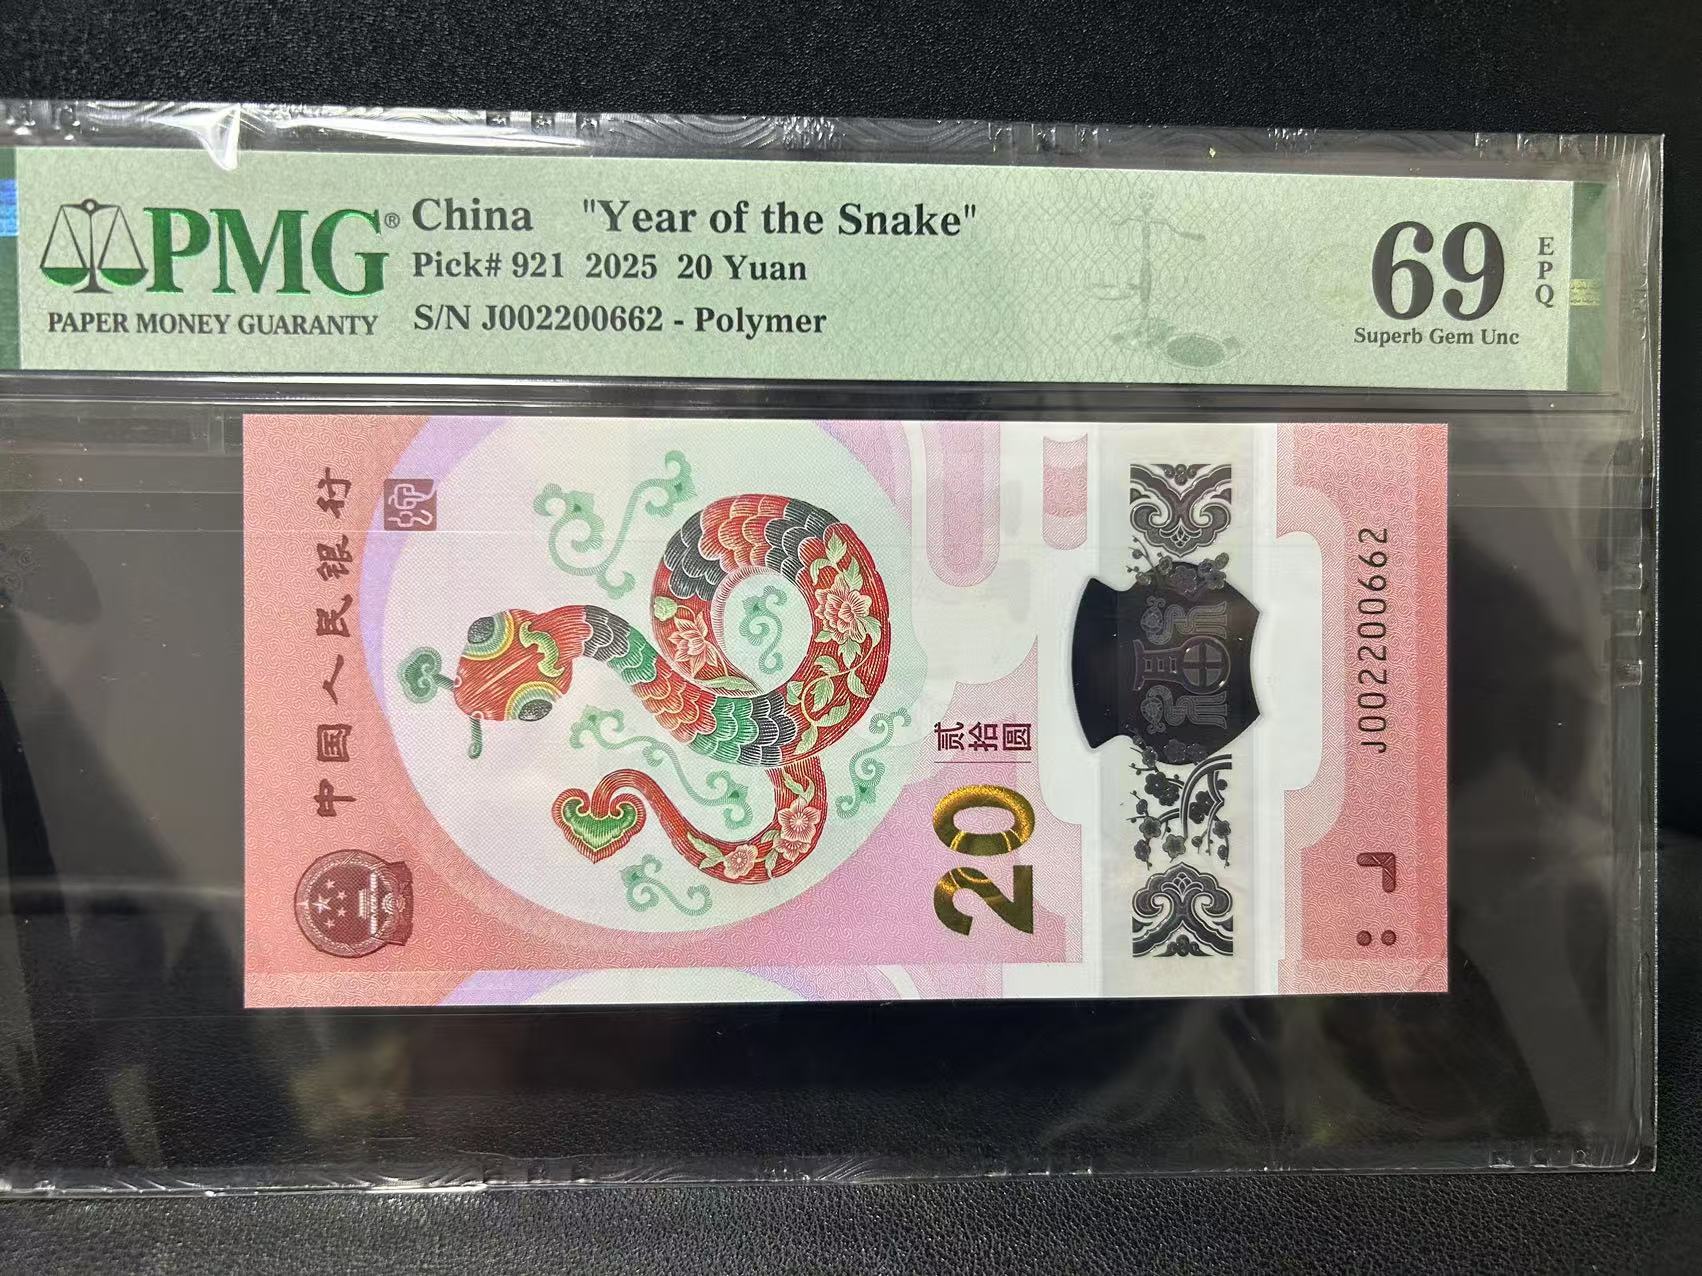 PMG®
PAPER MONEY GUARANTY
China "Year of the Snake"
Pick# 921 2025 20 Yuan
S/N J002200662 - Polymer
69
EPQ
Superb Gem Unc
中国人民银行
贰拾圆
20
J002200662